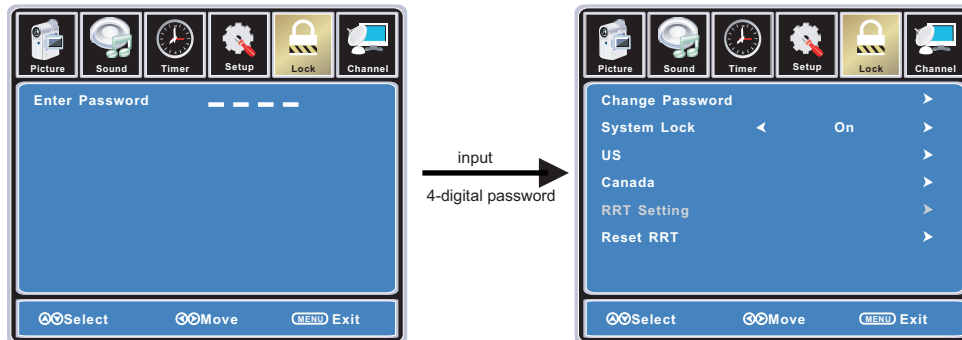 Picture Sound Timer Setup Lock Channel
Enter Password
Select Move MENU Exit
input
4-digital password
Picture Sound Timer Setup Lock Channel
Change Password
System Lock On
US
Canada
RRT Setting
Reset RRT
Select Move MENU Exit